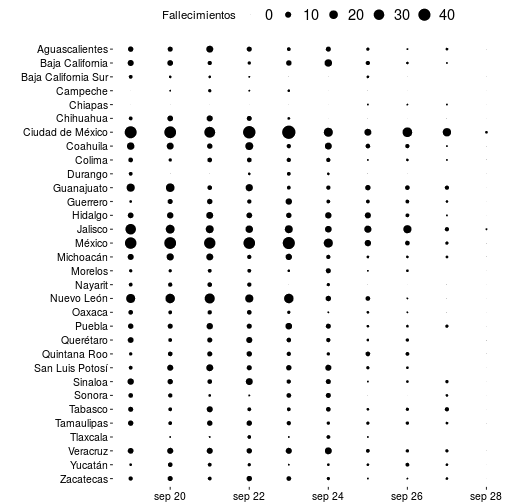 Fallecimientos 0 10 20 30 40
Aguascalientes
Baja California
Baja California Sur
Campeche
Chiapas
Chihuahua
Ciudad de México
Coahuila
Colima
Durango
Guanajuato
Guerrero
Hidalgo
Jalisco
México
Michoacán
Morelos
Nayarit
Nuevo León
Oaxaca
Puebla
Querétaro
Quintana Roo
San Luis Potosí
Sinaloa
Sonora
Tabasco
Tamaulipas
Tlaxcala
Veracruz
Yucatán
Zacatecas
sep 20 sep 22 sep 24 sep 26 sep 28